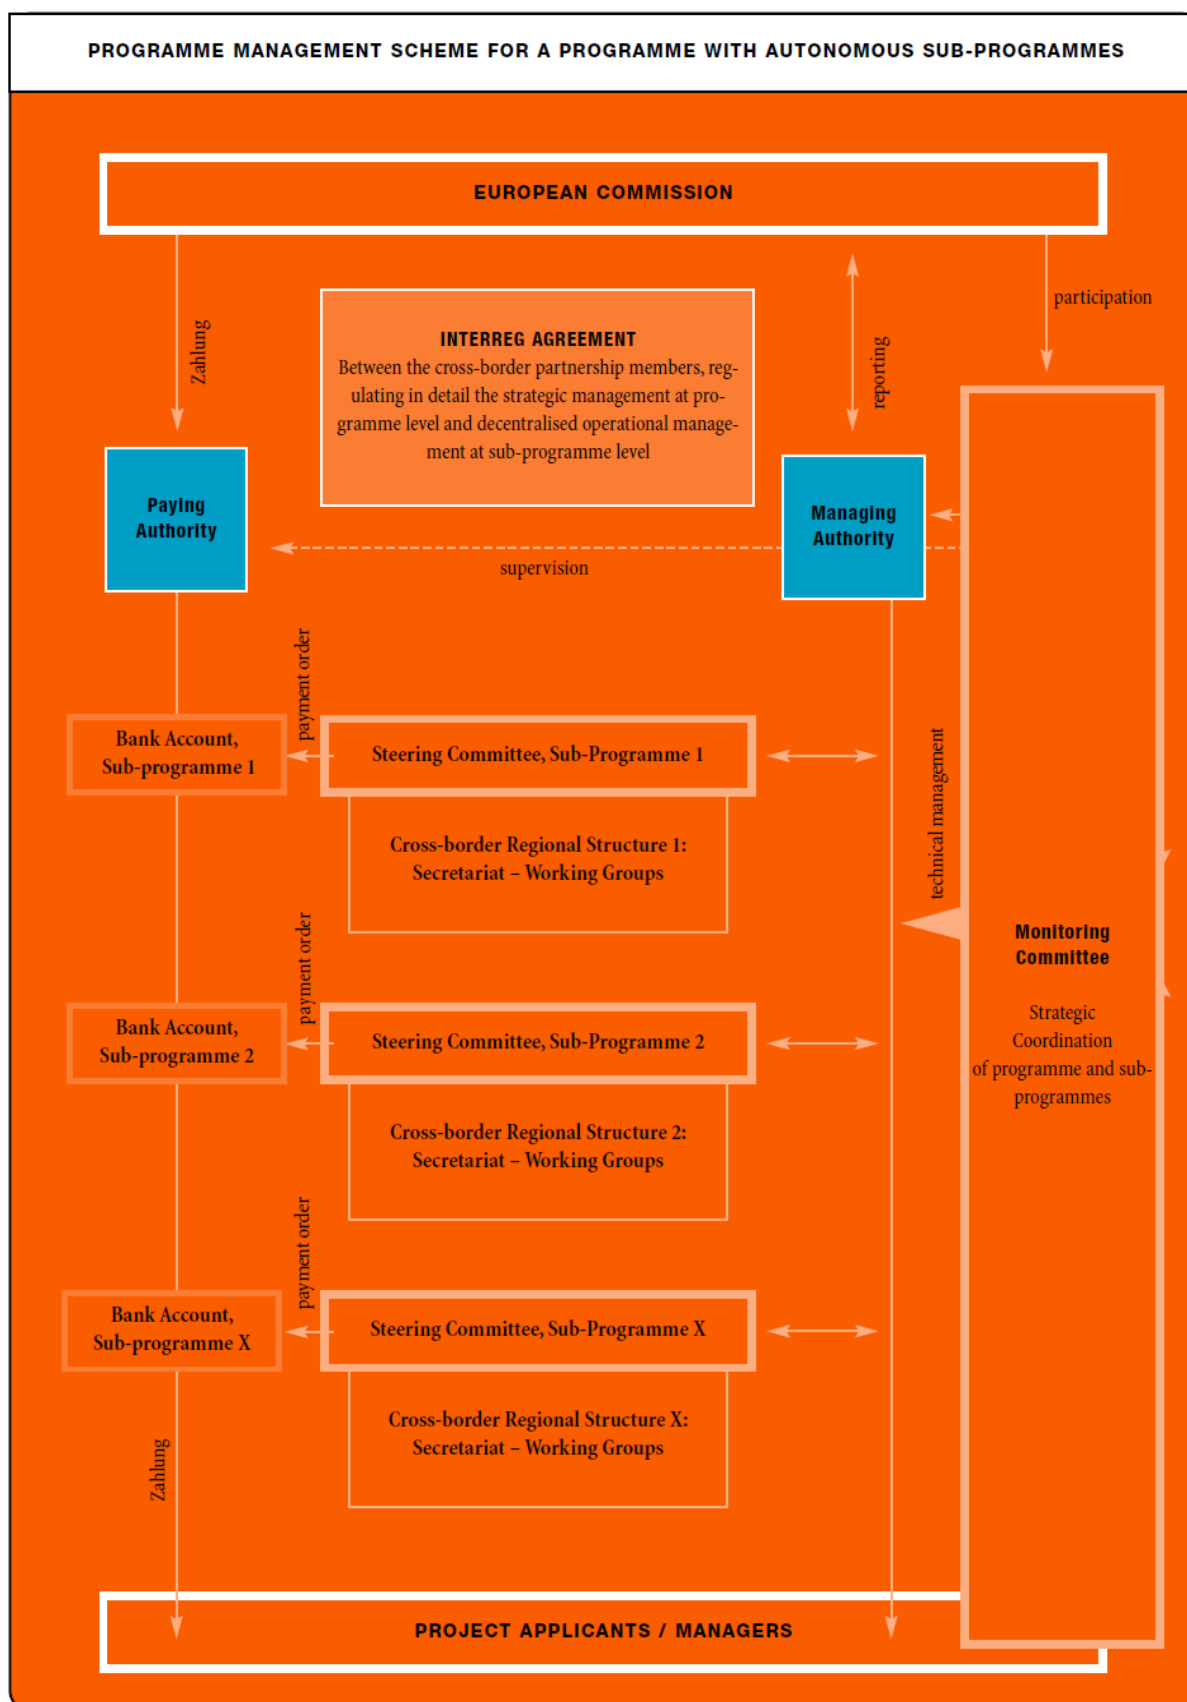 PROGRAMME MANAGEMENT SCHEME FOR A PROGRAMME WITH AUTONOMOUS SUB-PROGRAMMES
EUROPEAN COMMISSION
Zahlung
INTERREG AGREEMENT
Between the cross-border partnership members, reg-
ulating in detail the strategic management at pro-
gramme level and decentralised operational manage-
ment at sub-programme level
reporting
participation
Paying
Authority
Managing
Authority
supervision
payment order
Bank Account,
Sub-programme 1
Steering Committee, Sub-Programme 1
Cross-border Regional Structure 1:
Secretariat – Working Groups
technical management
Monitoring
Committee
Strategic
Coordination
of programme and sub-
programmes
payment order
Bank Account,
Sub-programme 2
Steering Committee, Sub-Programme 2
Cross-border Regional Structure 2:
Secretariat – Working Groups
payment order
Bank Account,
Sub-programme X
Steering Committee, Sub-Programme X
Cross-border Regional Structure X:
Secretariat – Working Groups
Zahlung
PROJECT APPLICANTS / MANAGERS